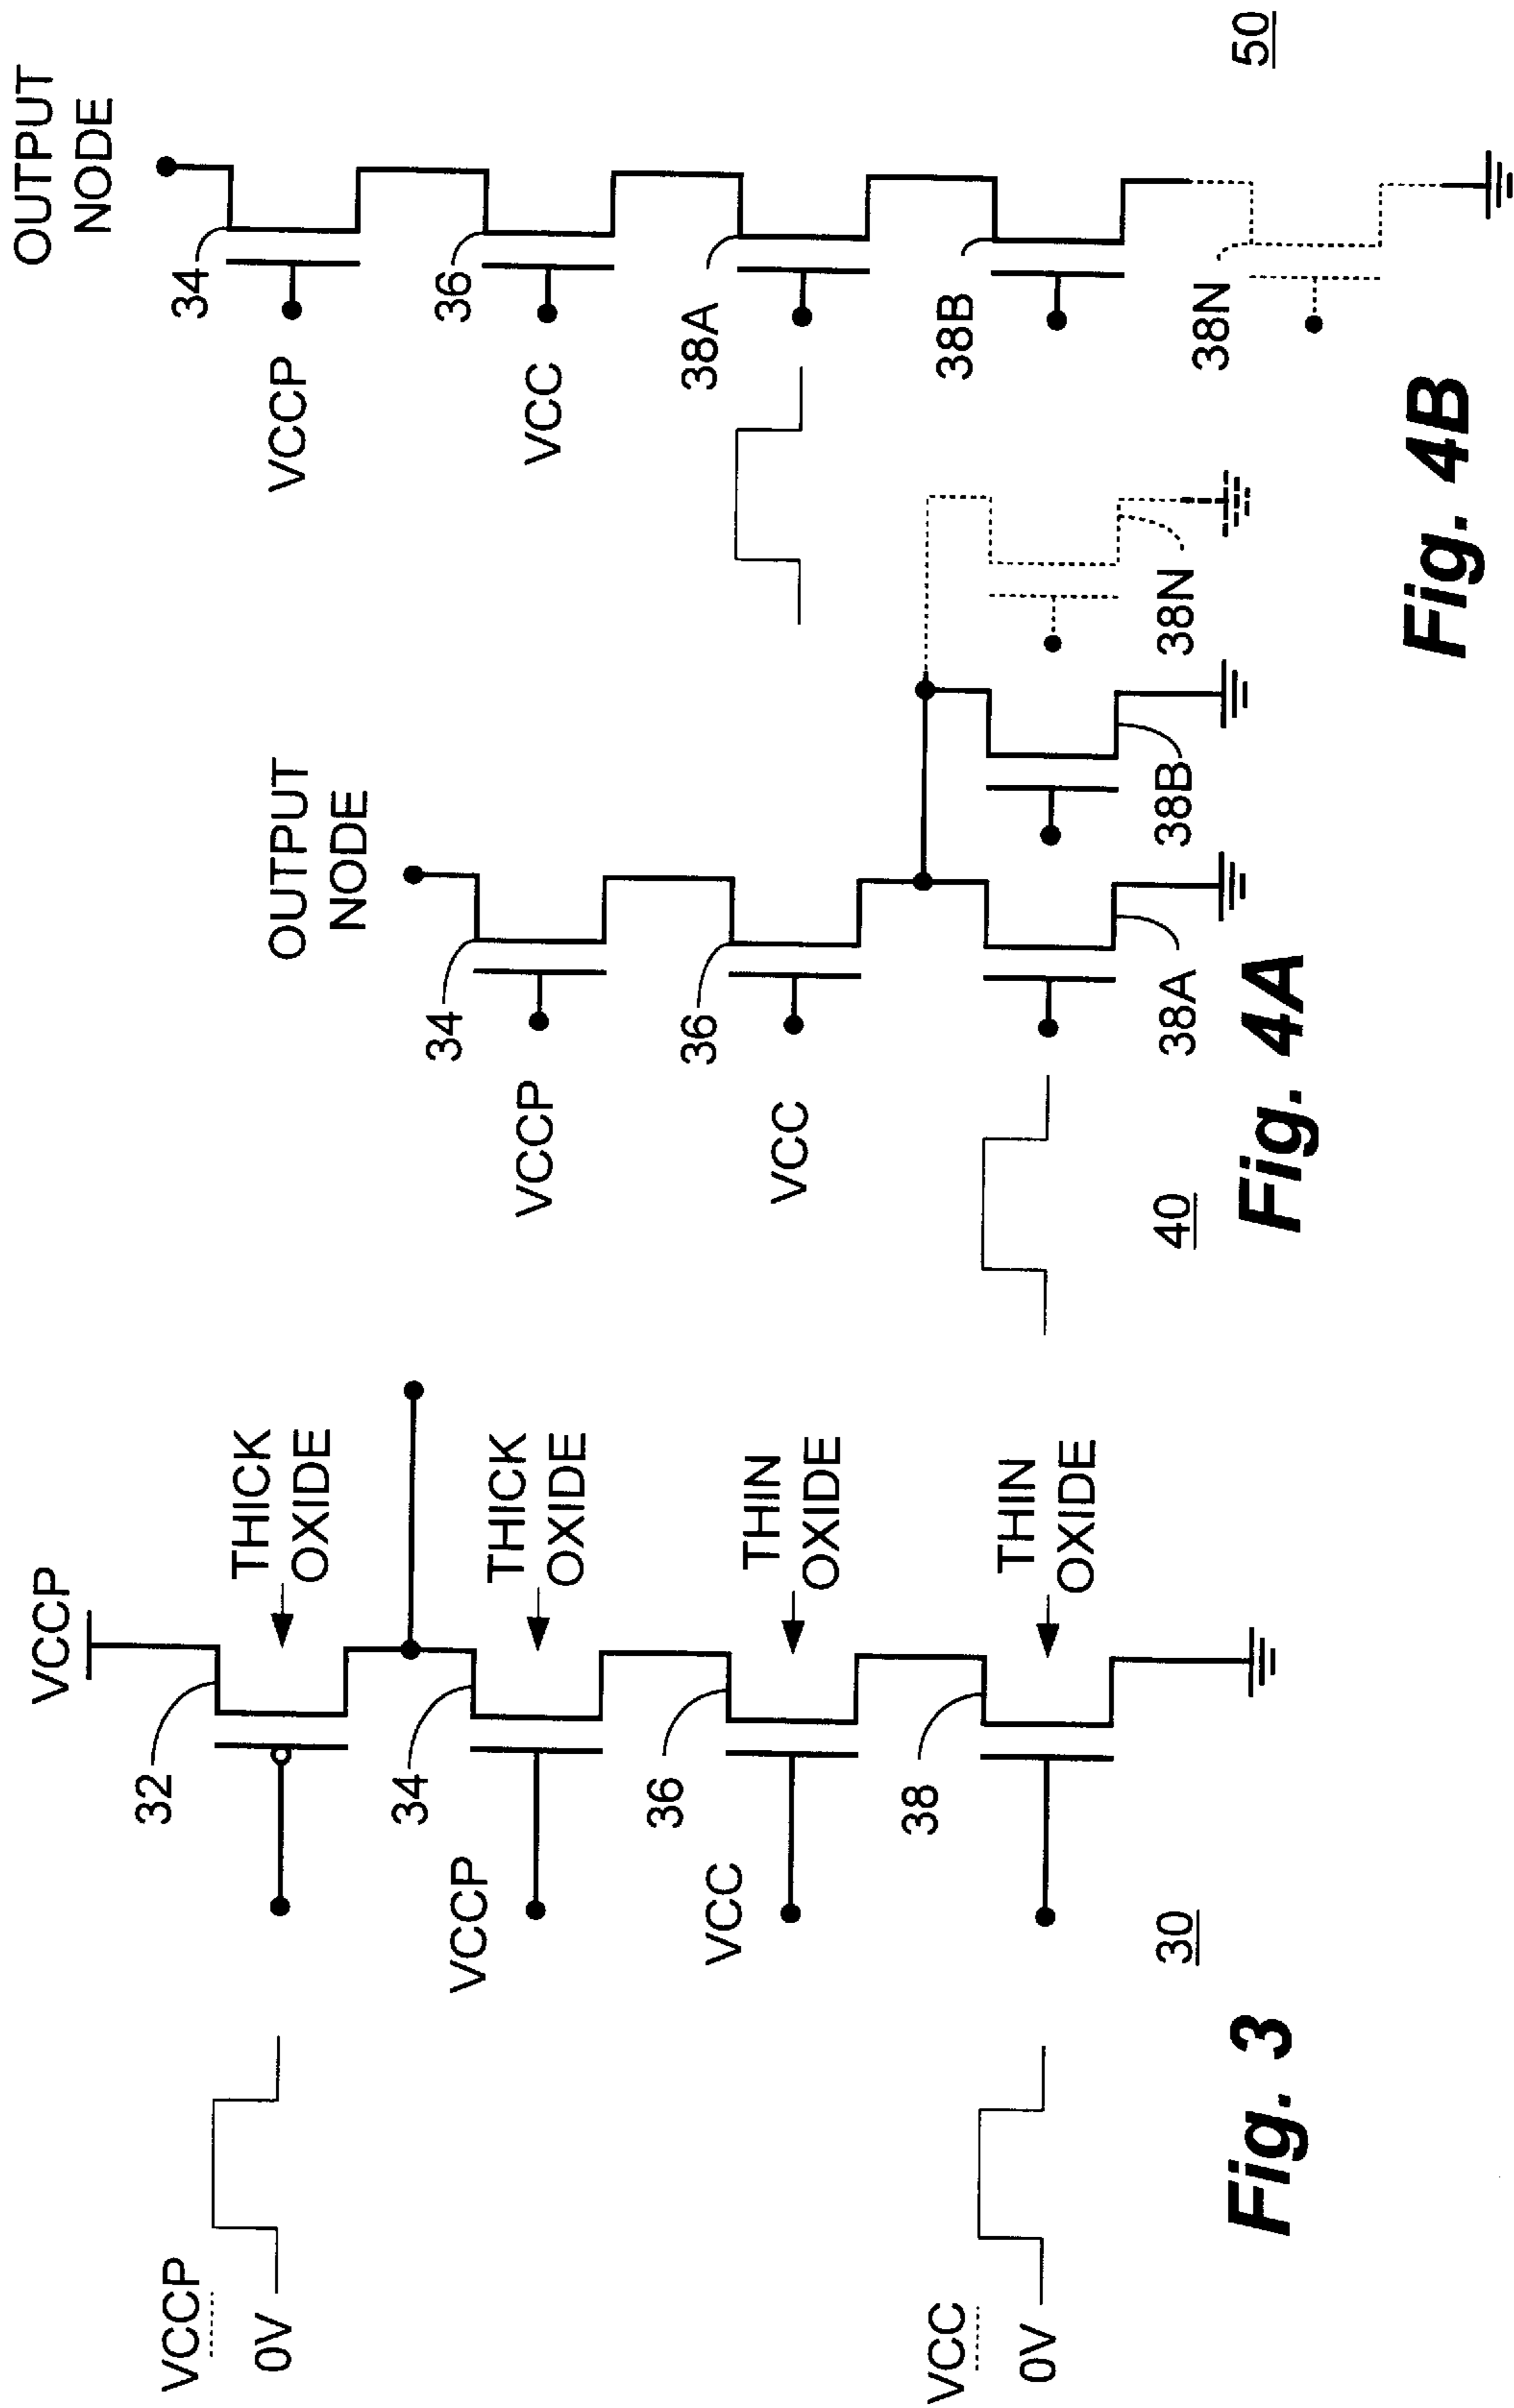 VCCP
VCCP
0V
32
THICK
OXIDE
34
VCCP
THICK
OXIDE
36
VCC
THIN
OXIDE
VCC
0V
38
THIN
OXIDE
30
Fig. 3
OUTPUT
NODE
34
VCCP
36
VCC
38A
38B
38N
40
Fig. 4A
OUTPUT
NODE
34
VCCP
36
VCC
38A
38B
38N
50
Fig. 4B